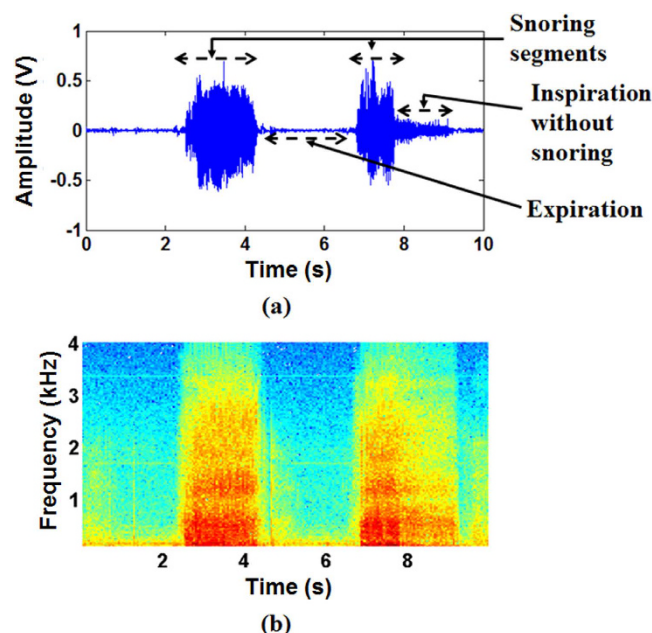 Snoring
segments
Inspiration
without
snoring
Expiration
Amplitude (V)
1
0.5
0
-0.5
-1
0 2 4 6 8 10
Time (s)
(a)
Frequency (kHz)
4
3
2
1
2 4 6 8
Time (s)
(b)